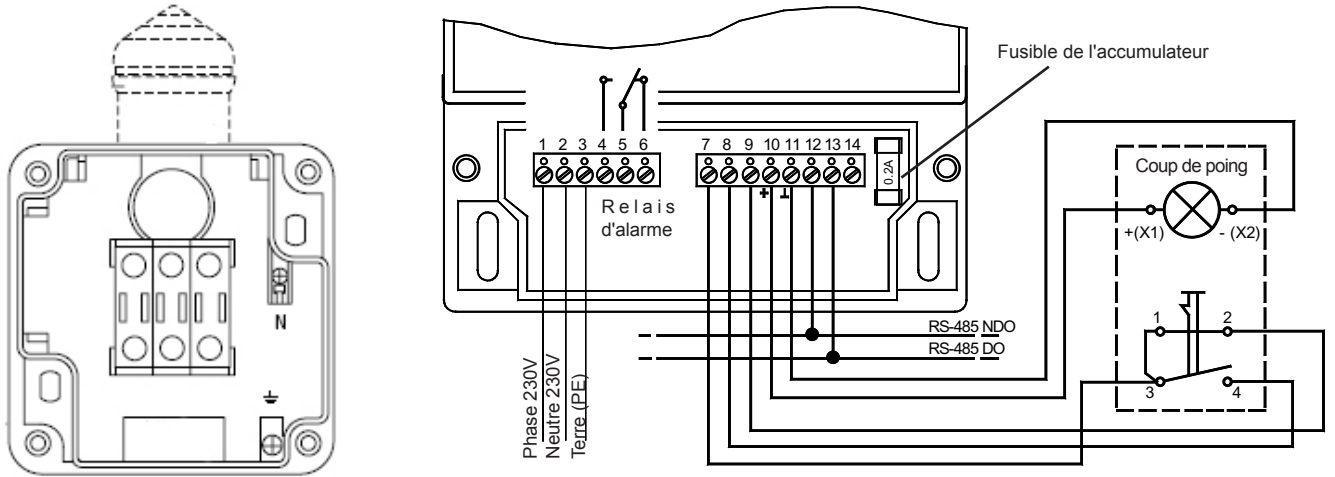 Fusible de l'accumulateur
1 2 3 4 5 6
7 8 9 10 11 12 13 14
0.2A
+
Relais
d'alarme
Coup de poing
+(X1)
- (X2)
N
1
2
3
4
RS-485 NDO
RS-485 DO
Phase 230V
Neutre 230V
Terre (PE)